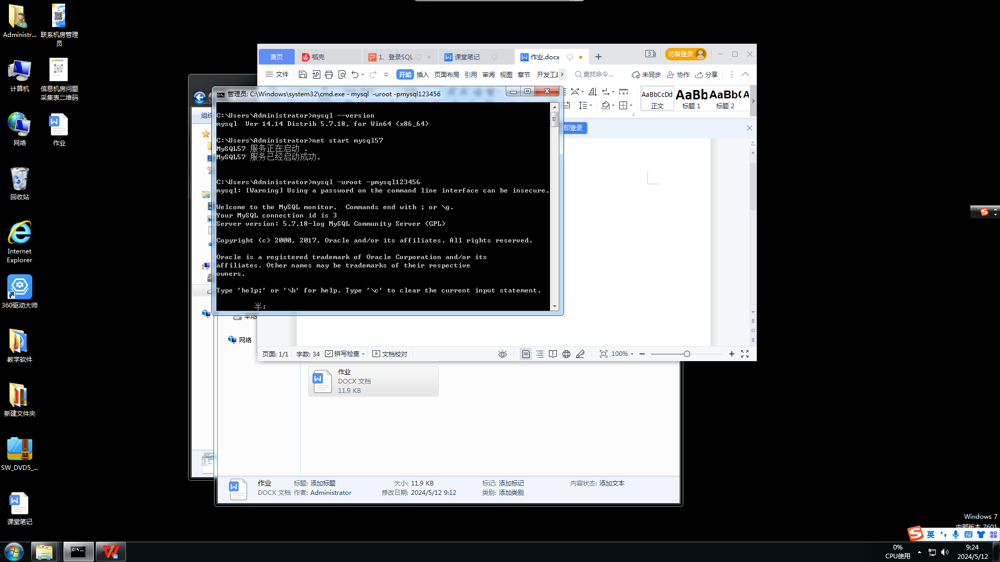 Administr...
联系机房管理
员
计算机
信息机房问题
采集表二维码
网络
作业
回收站
Internet
Explorer
360驱动大师
教学软件
新建文件夹
SW_DVD5_...
课堂笔记
首页
稻壳
1、登录SQL
课堂笔记
作业.docx
3
访客登录
文件
开始
插入
页面布局
引用
审阅
视图
章节
开发工具
查找命令...
未同步
协作
分享
AaBbCcDd
正文
AaBb
标题 1
AaBb(
标题 2
即登录
组织
管理员: C:\Windows\system32\cmd.exe - mysql  -uroot -pmysql123456
C:\Users\Administrator>mysql --version
mysql  Ver 14.14 Distrib 5.7.18, for Win64 (x86_64)
C:\Users\Administrator>net start mysql57
MySQL57 服务正在启动 .
MySQL57 服务已经启动成功。
C:\Users\Administrator>mysql -uroot -pmysql123456
mysql: [Warning] Using a password on the command line interface can be insecure.
Welcome to the MySQL monitor.  Commands end with ; or \g.
Your MySQL connection id is 3
Server version: 5.7.18-log MySQL Community Server (GPL)
Copyright (c) 2000, 2017, Oracle and/or its affiliates. All rights reserved.
Oracle is a registered trademark of Oracle Corporation and/or its
affiliates. Other names may be trademarks of their respective
owners.
Type 'help;' or '\h' for help. Type '\c' to clear the current input statement.
半:
本地
网络
页面: 1/1
字数: 34
拼写检查
文档校对
100%
作业
DOCX 文档
11.9 KB
作业
标题: 添加标题
大小: 11.9 KB
标记: 添加标记
内容状态: 添加文本
DOCX 文档
作者: Administrator
修改日期: 2024/5/12 9:12
类别: 添加类别
Windows 7
内部版本 7601
英
0%
CPU使用
9:24
2024/5/12